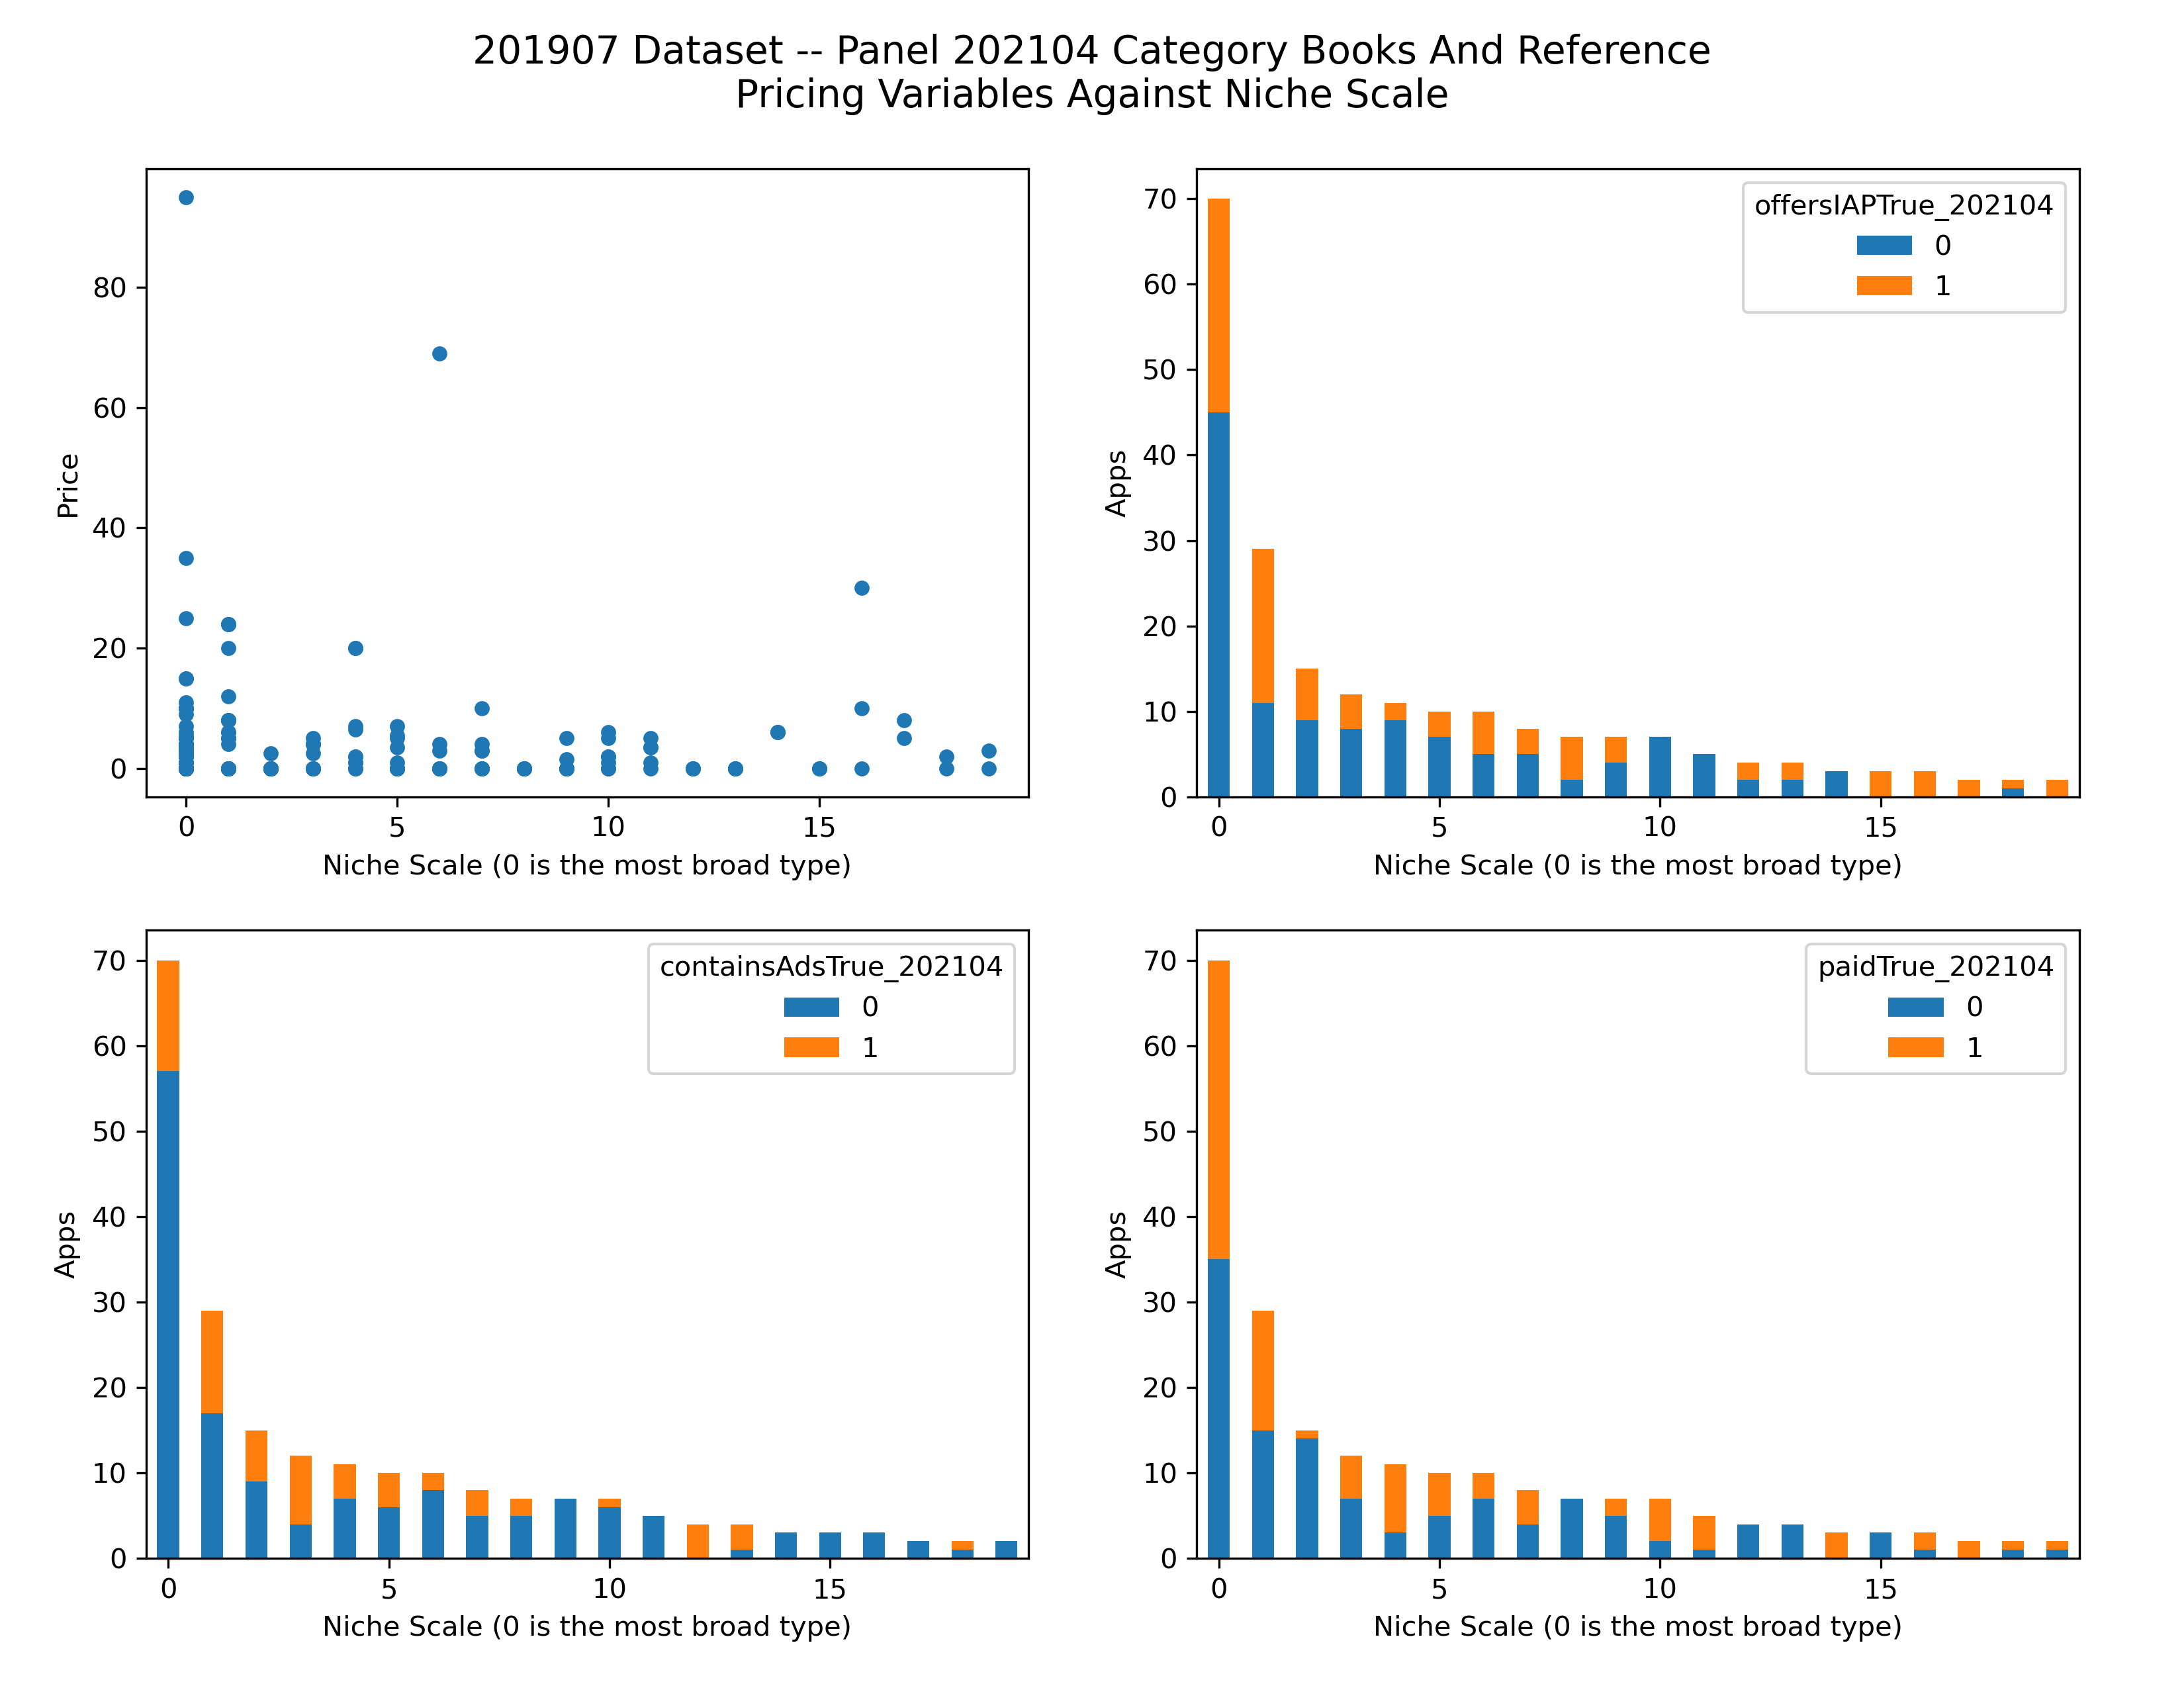 201907 Dataset -- Panel 202104 Category Books And Reference
Pricing Variables Against Niche Scale
Price
80
60
40
20
0
0 5 10 15
Niche Scale (0 is the most broad type)
Apps
70
60
50
40
30
20
10
0
offersIAPTrue_202104
0
1
0 5 10 15
Niche Scale (0 is the most broad type)
Apps
70
60
50
40
30
20
10
0
containsAdsTrue_202104
0
1
0 5 10 15
Niche Scale (0 is the most broad type)
Apps
70
60
50
40
30
20
10
0
paidTrue_202104
0
1
0 5 10 15
Niche Scale (0 is the most broad type)